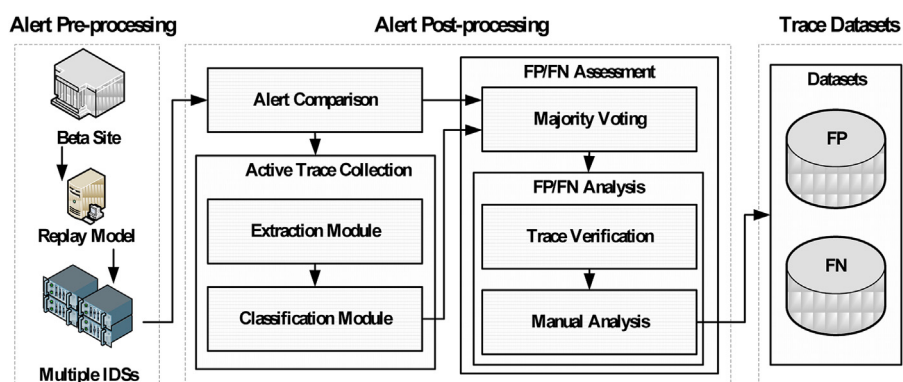 Alert Pre-processing
Alert Post-processing
Trace Datasets
Beta Site
Replay Model
Multiple IDSs
Alert Comparison
Active Trace Collection
Extraction Module
Classification Module
FP/FN Assessment
Majority Voting
FP/FN Analysis
Trace Verification
Manual Analysis
Datasets
FP
FN